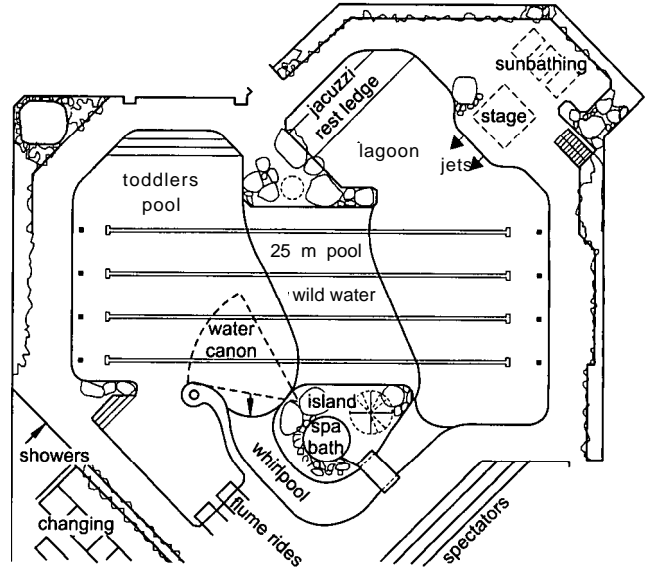 sunbathing
jacuzzi
rest ledge
stage
lagoon
jets
toddlers
pool
25 m pool
wild water
water
canon
island
spa
bath
whirlpool
showers
changing
flume rides
spectators